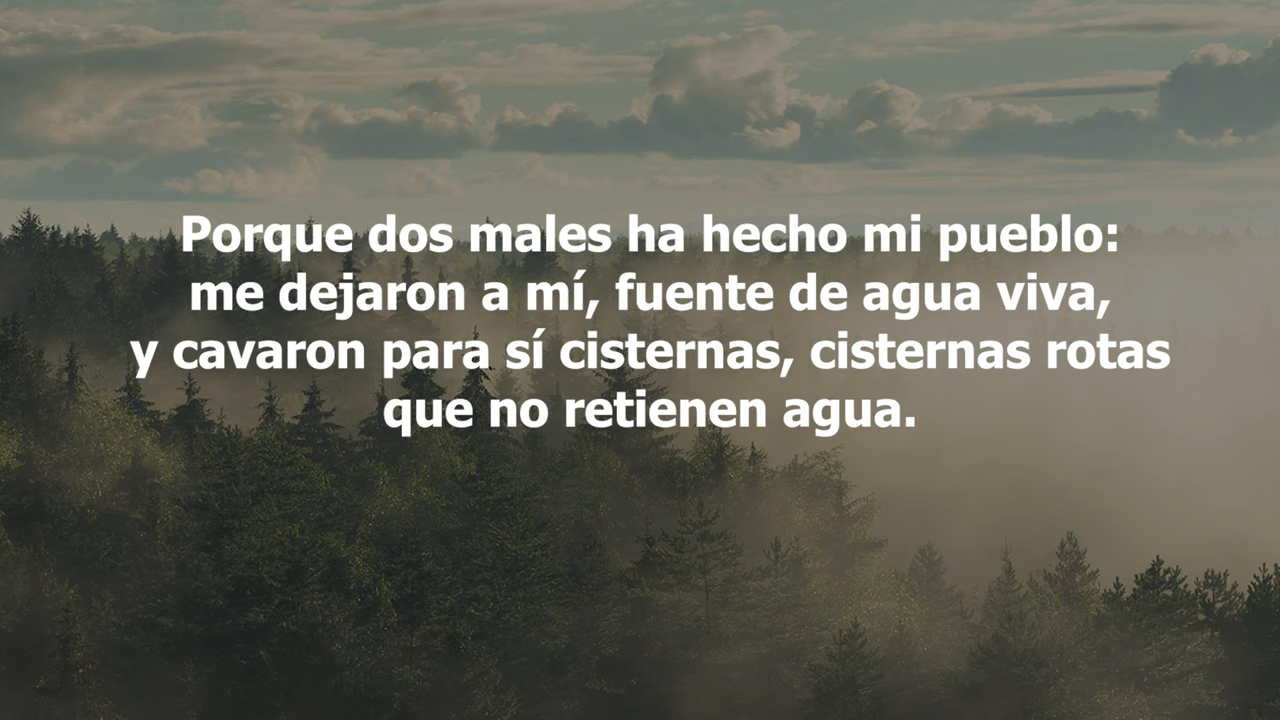 Porque dos males ha hecho mi pueblo:
me dejaron a mí, fuente de agua viva,
y cavaron para sí cisternas, cisternas rotas
que no retienen agua.